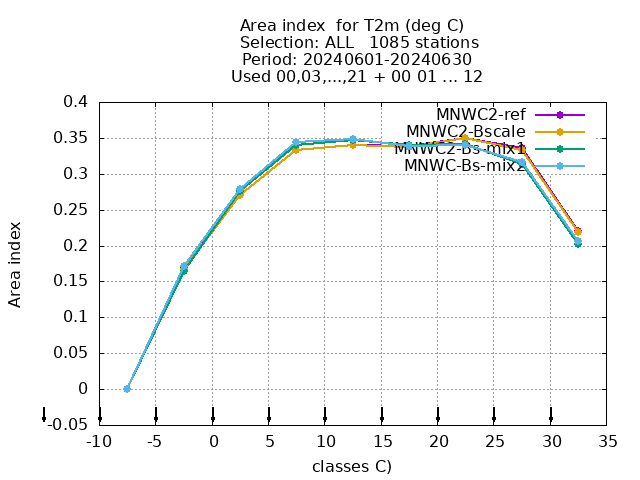 Area index  for T2m (deg C)
Selection: ALL   1085 stations
Period: 20240601-20240630
Used 00,03,...,21 + 00 01 ... 12
MNWC2-ref
MNWC2-Bscale
MNWC2-Bs-mix1
MNWC-Bs-mix2
0.4
0.35
0.3
0.25
0.2
0.15
0.1
0.05
0
-0.05
Area index
-10 -5 0 5 10 15 20 25 30 35
classes C)